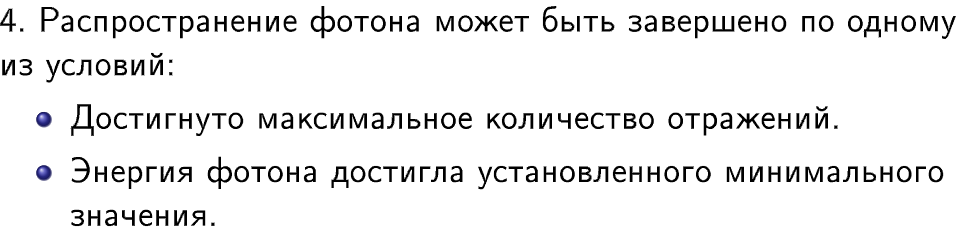 4. Распространение фотона может быть завершено по одному
из условий:
Достигнуто максимальное количество отражений.
Энергия фотона достигла установленного минимального
значения.